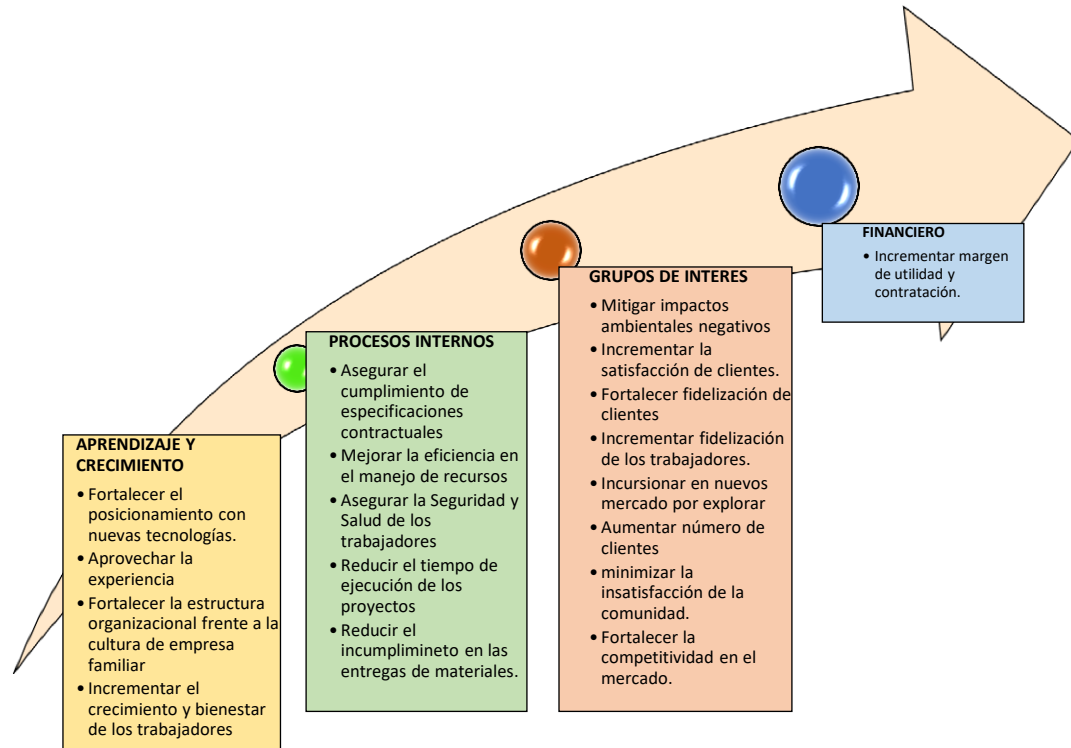 APRENDIZAJE Y
CRECIMIENTO
• Fortalecer el
posicionamiento con
nuevas tecnologías.
• Aprovechar la
experiencia
• Fortalecer la estructura
organizacional frente a la
cultura de empresa
familiar
• Incrementar el
crecimiento y bienestar
de los trabajadores
PROCESOS INTERNOS
• Asegurar el
cumplimiento de
especificaciones
contractuales
• Mejorar la eficiencia en
el manejo de recursos
• Asegurar la Seguridad y
Salud de los
trabajadores
• Reducir el tiempo de
ejecución de los
proyectos
• Reducir el
incumplimineto en las
entregas de materiales.
GRUPOS DE INTERES
• Mitigar impactos
ambientales negativos
• Incrementar la
satisfacción de clientes.
• Fortalecer fidelización de
clientes
• Incrementar fidelización
de los trabajadores.
• Incursionar en nuevos
mercado por explorar
• Aumentar número de
clientes
• minimizar la
insatisfacción de la
comunidad.
• Fortalecer la
competitividad en el
mercado.
FINANCIERO
• Incrementar margen
de utilidad y
contratación.